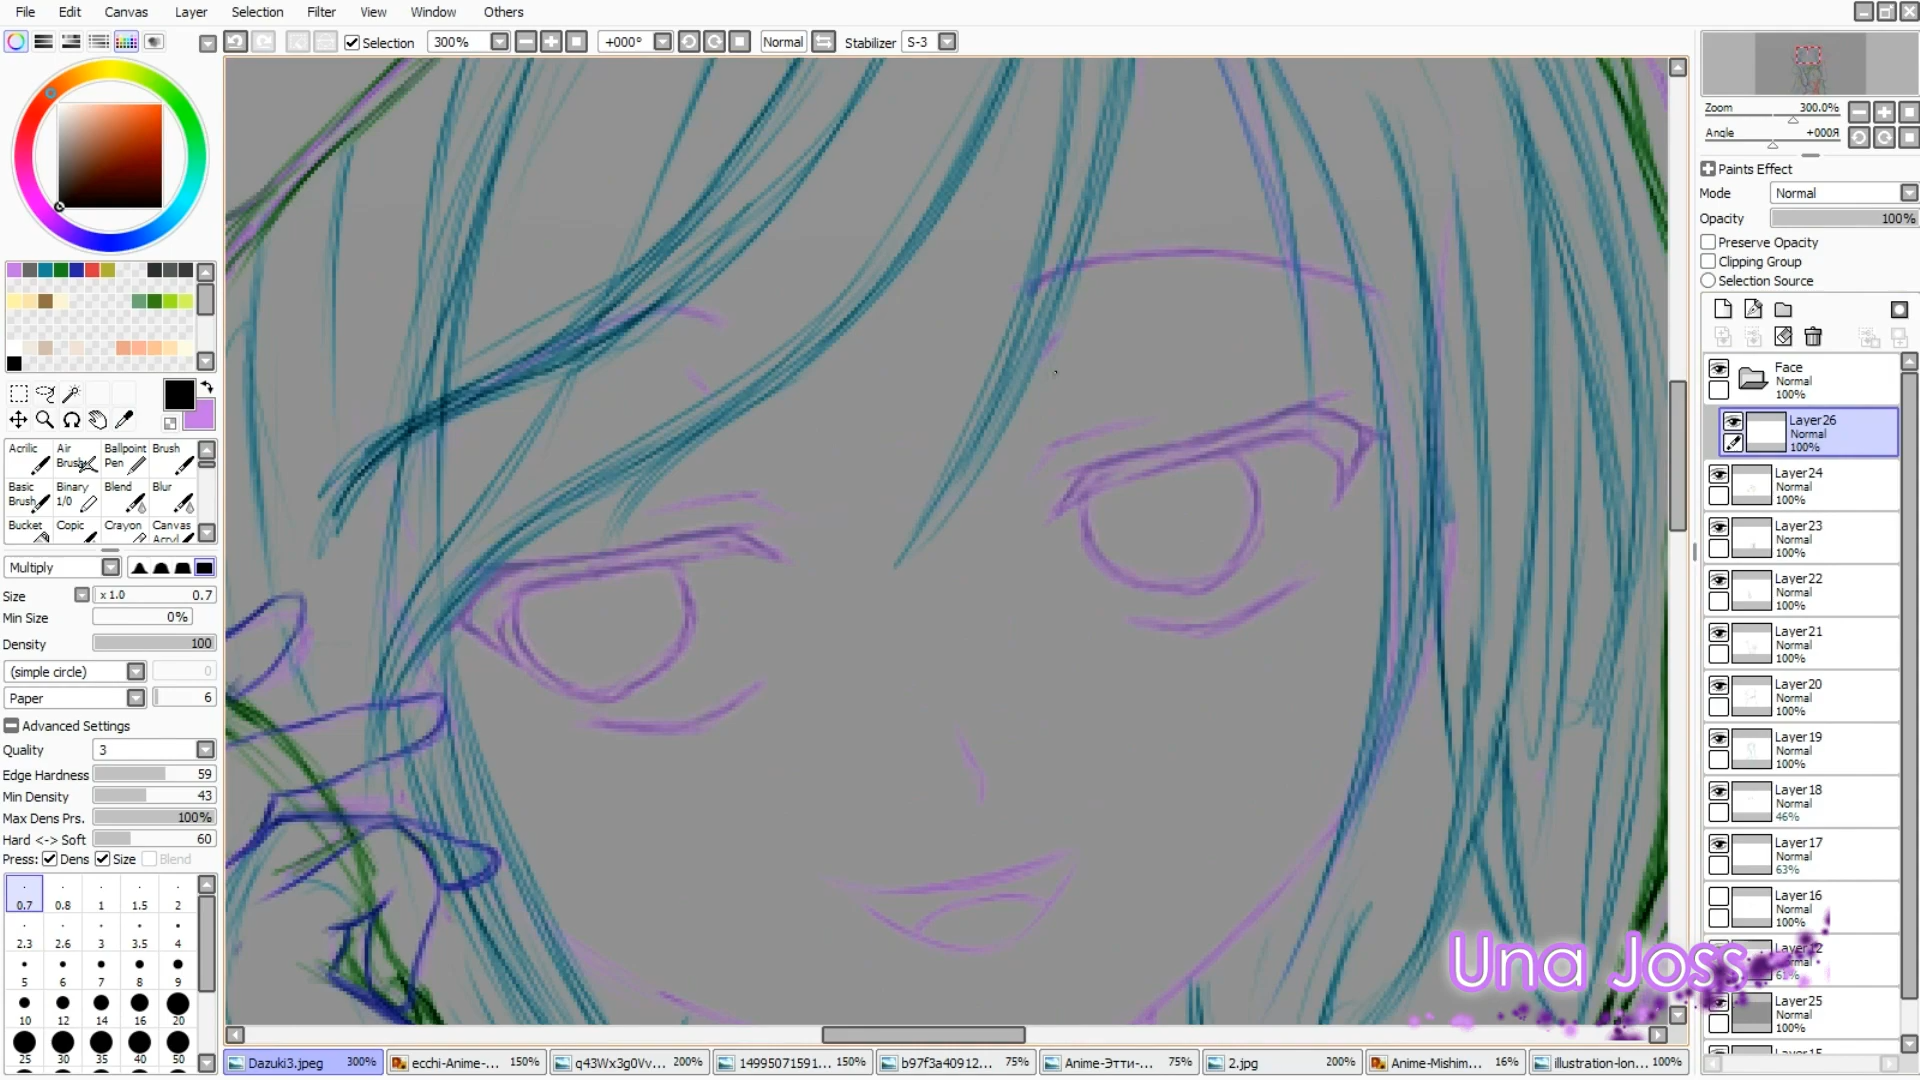 File Edit Canvas Layer Selection Filter View Window Others
Selection 300% +000° Normal Stabilizer S-3
Zoom 300.0%
Angle +000Я
Paints Effect
Mode Normal
Opacity 100%
Preserve Opacity
Clipping Group
Selection Source
Face
Normal
100%
Layer26
Normal
100%
Layer24
Normal
100%
Layer23
Normal
100%
Layer22
Normal
100%
Layer21
Normal
100%
Layer20
Normal
100%
Layer19
Normal
100%
Layer18
Normal
46%
Layer17
Normal
63%
Layer16
Normal
100%
Layer12
Layer25
Normal
100%
Acrilic Air Brush Ballpoint Pen Brush
Basic Brush Binary 1/0 Blend Blur
Bucket Copic Crayon Canvas Acryl
Multiply
Size x 1.0 0.7
Min Size 0%
Density 100
(simple circle) 0
Paper 6
Advanced Settings
Quality 3
Edge Hardness 59
Min Density 43
Max Dens Prs. 100%
Hard <-> Soft 60
Press: Dens Size Blend
0.7 0.8 1 1.5 2
2.3 2.6 3 3.5 4
5 6 7 8 9
10 12 14 16 20
25 30 35 40 50
Una Joss
Dazuki3.jpeg 300% ecchi-Anime-... 150% q43Wx3g0Vv... 200% 14995071591... 150% b97f3a40912... 75% Anime-Этти-... 75% 2.jpg 200% Anime-Mishim... 16% illustration-lon... 100%